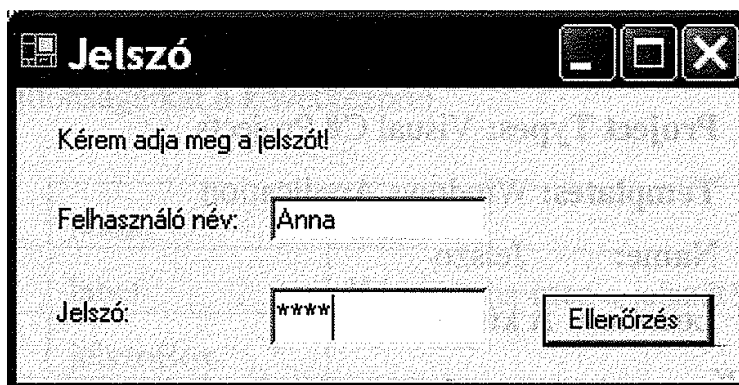 Jelszó
Kérem adja meg a jelszót!
Felhasználó név: Anna
Jelszó: ****
Ellenőrzés